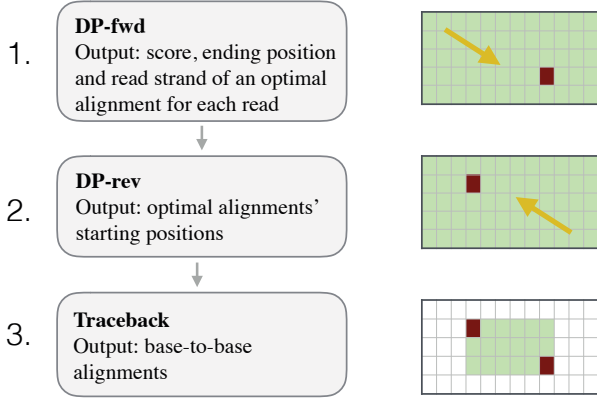 1.
DP-fwd
Output: score, ending position
and read strand of an optimal
alignment for each read
2.
DP-rev
Output: optimal alignments’
starting positions
3.
Traceback
Output: base-to-base
alignments